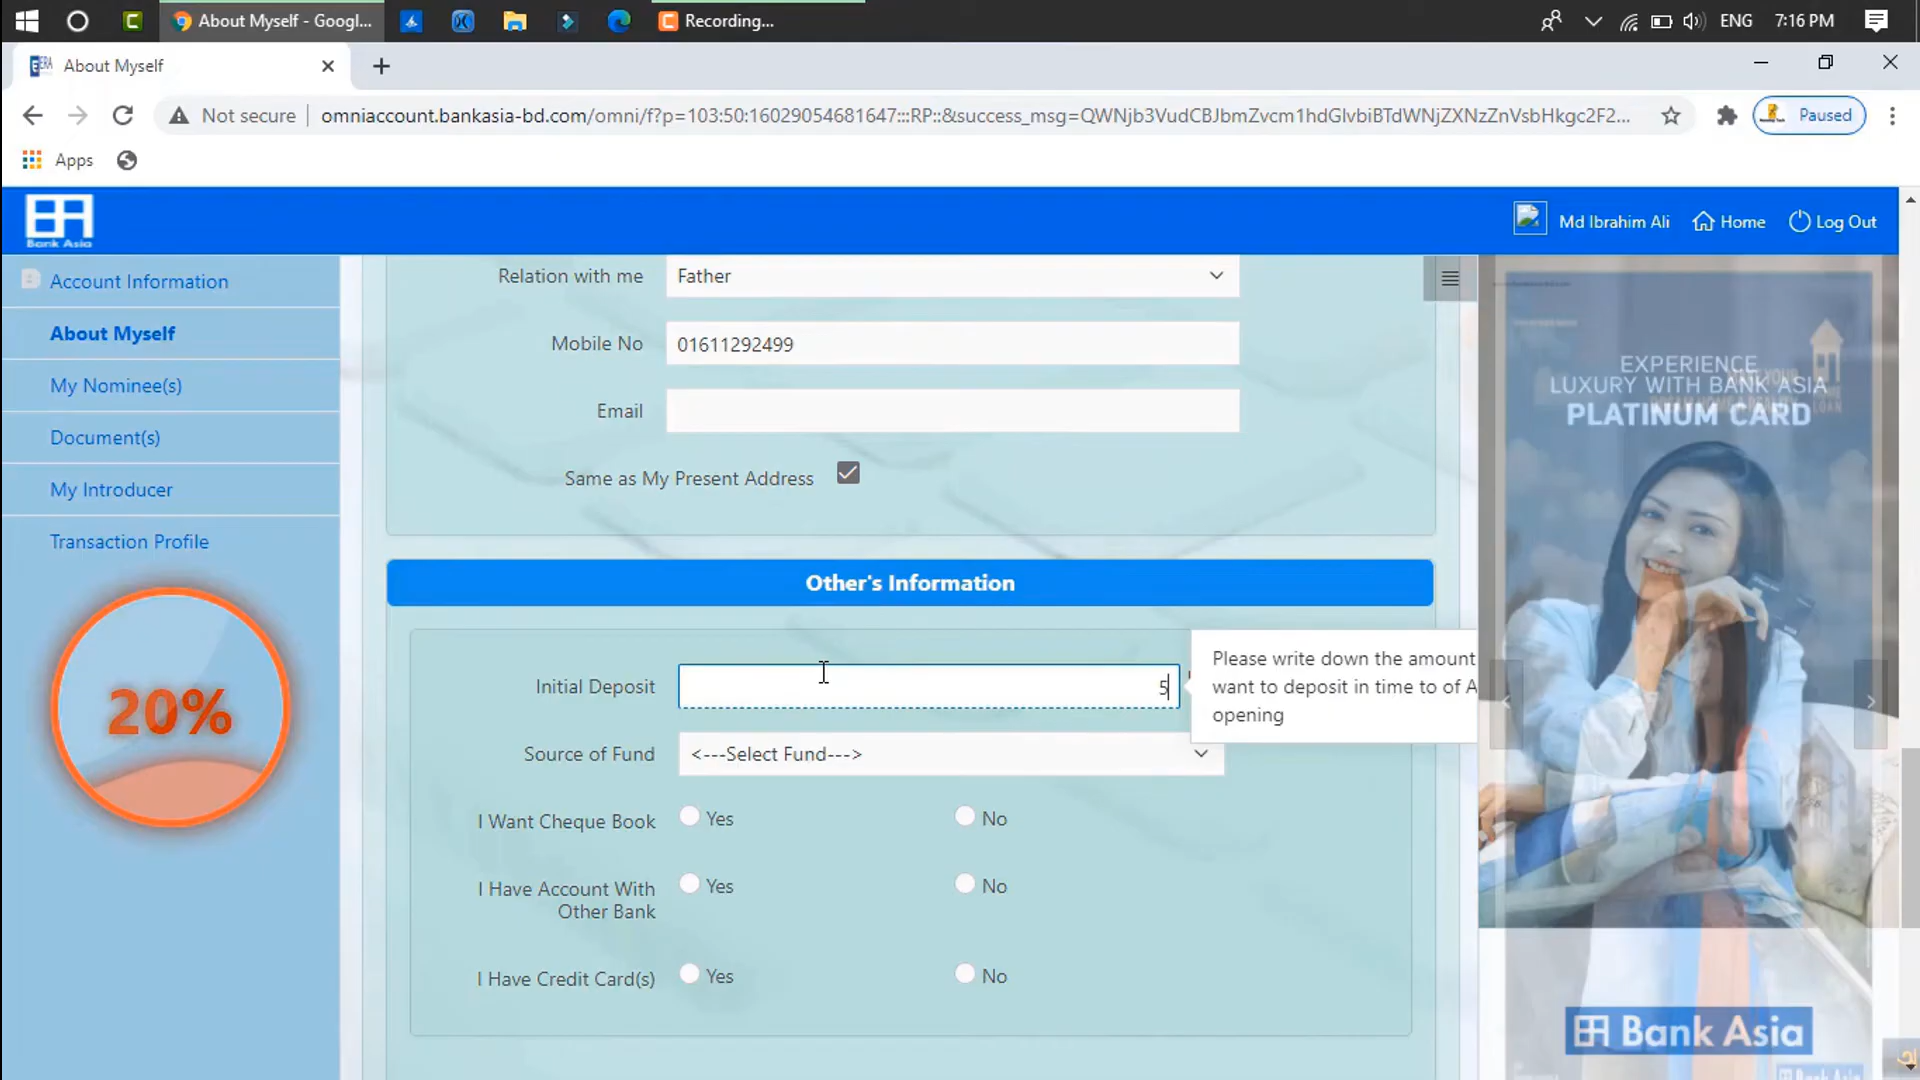 About Myself - Googl...
Recording...
ENG
7:16 PM
About Myself
Not secure
omniaccount.bankasia-bd.com/omni/f?p=103:50:16029054681647:::RP::&success_msg=QWNjb3VudCBJbmZvcm1hdGlvbiBTdWNjZXNzZnVsbHkgc2F2...
Paused
Apps
Bank Asia
Md Ibrahim Ali
Home
Log Out
Account Information
About Myself
My Nominee(s)
Document(s)
My Introducer
Transaction Profile
20%
Relation with me
Father
Mobile No
01611292499
Email
Same as My Present Address
Other's Information
Initial Deposit
5
Please write down the amount
want to deposit in time to of A
opening
Source of Fund
<---Select Fund--->
I Want Cheque Book
Yes
No
I Have Account With
Other Bank
Yes
No
I Have Credit Card(s)
Yes
No
EXPERIENCE
LUXURY WITH BANK ASIA
PLATINUM CARD
Bank Asia